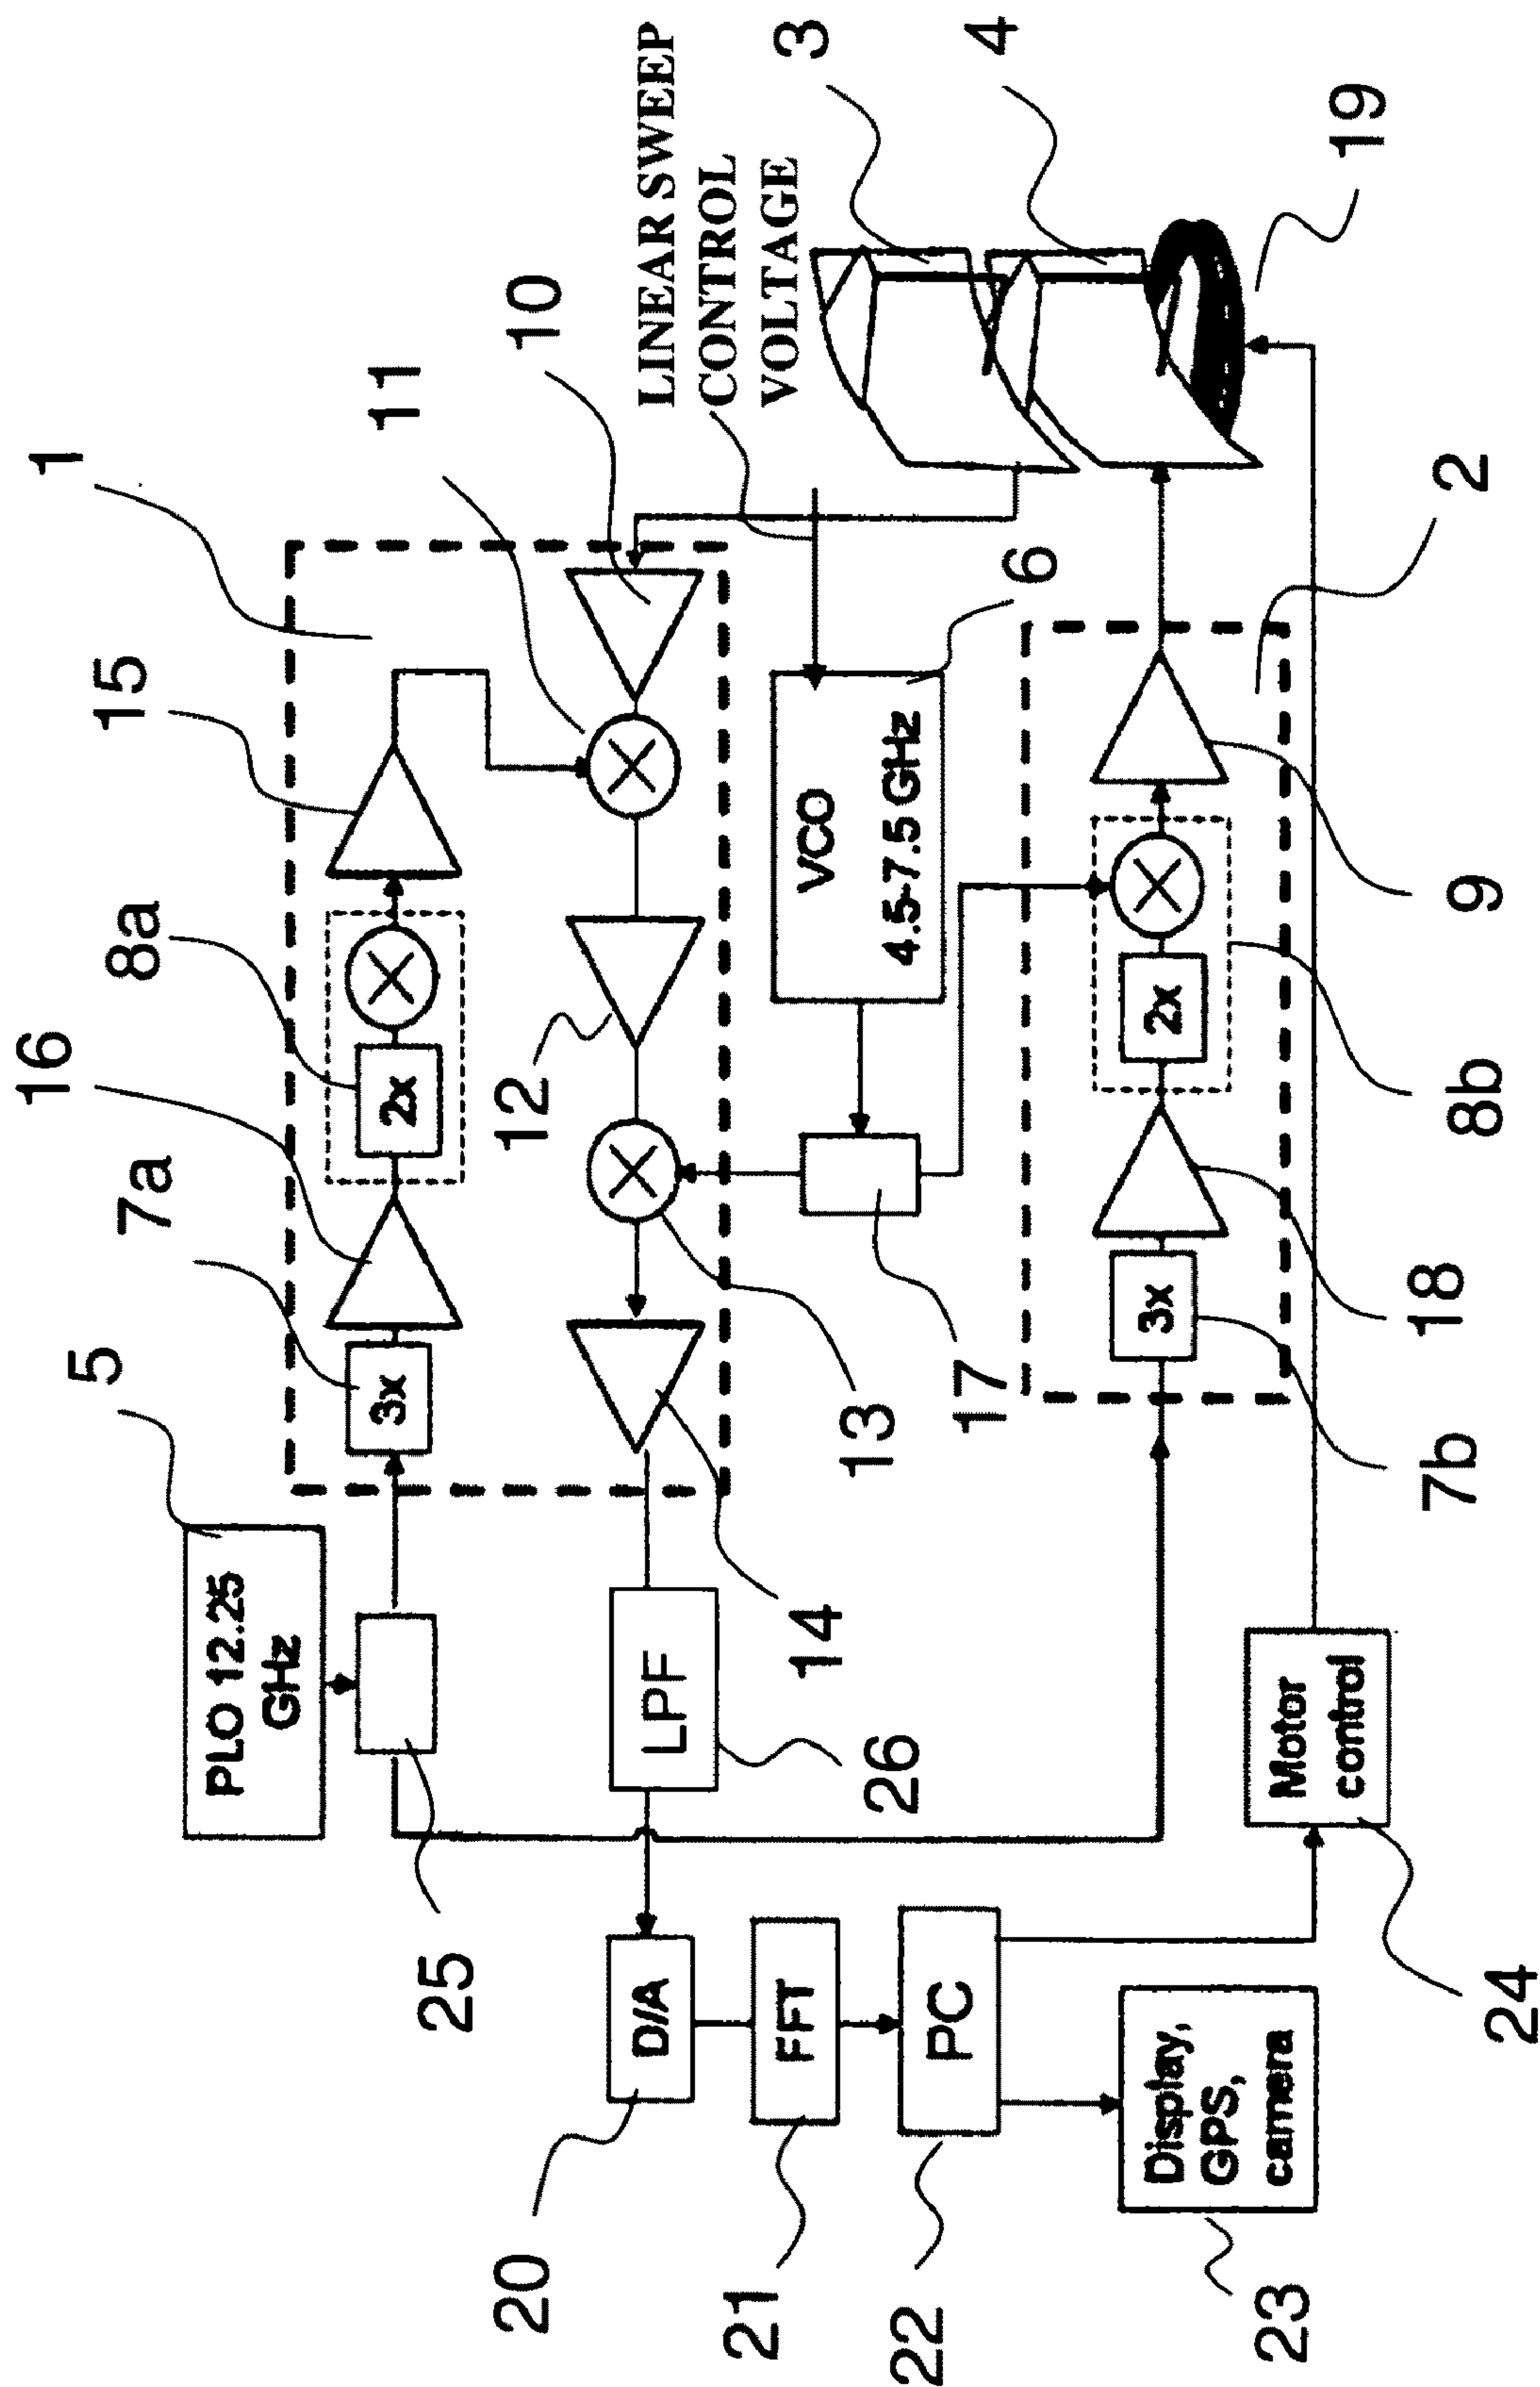 1
11
10
LINEAR SWEEP
CONTROL
VOLTAGE
3
4
19
2
15
8a
16
7a
5
PLO 12.25
GHz
3x
2x
12
VCO
4.5-7.5 GHz
6
9
2x
8b
18
3x
7b
17
13
14
LPF
26
25
D/A
20
FFT
21
PC
22
Display,
GPS,
camera
23
Motor
control
24